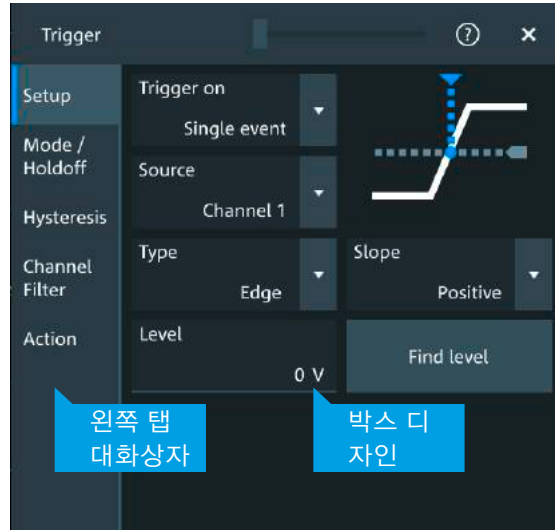 Trigger
?
×
Setup
Mode /
Holdoff
Hysteresis
Channel
Filter
Action
Trigger on
Single event
Source
Channel 1
Type
Edge
Slope
Positive
Level
0 V
Find level
왼쪽 탭
대화상자
박스 디
자인